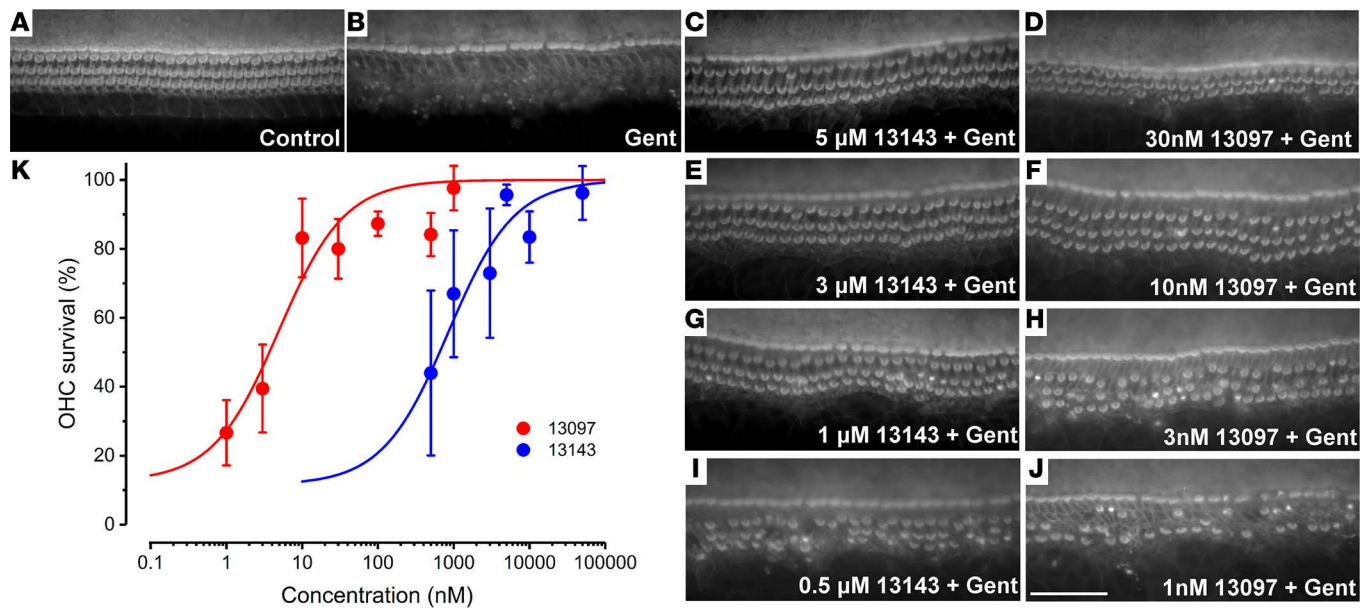 A
Control
B
Gent
C
5 µM 13143 + Gent
D
30nM 13097 + Gent
E
3 µM 13143 + Gent
F
10nM 13097 + Gent
G
1 µM 13143 + Gent
H
3nM 13097 + Gent
I
0.5 µM 13143 + Gent
J
1nM 13097 + Gent
K
OHC survival (%)
100
80
60
40
20
0
13097
13143
0.1 1 10 100 1000 10000 100000
Concentration (nM)